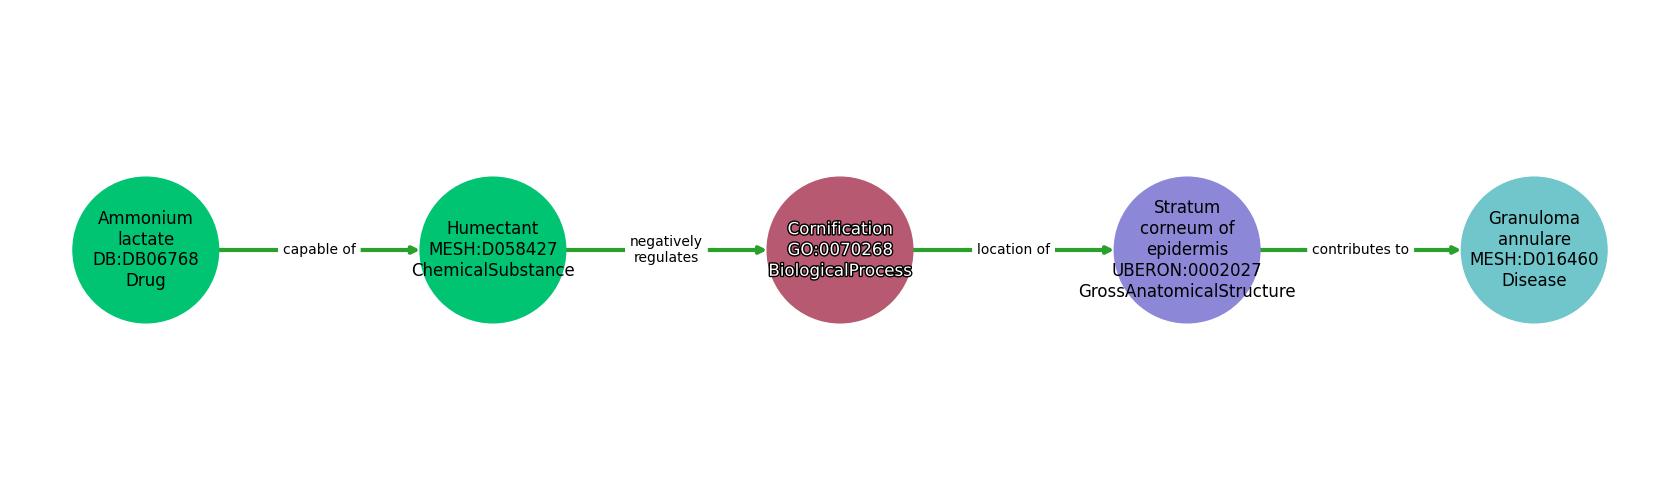 Ammonium
lactate
DB:DB06768
Drug
capable of
Humectant
MESH:D058427
ChemicalSubstance
negatively
regulates
Cornification
GO:0070268
BiologicalProcess
location of
Stratum
corneum of
epidermis
UBERON:0002027
GrossAnatomicalStructure
contributes to
Granuloma
annulare
MESH:D016460
Disease